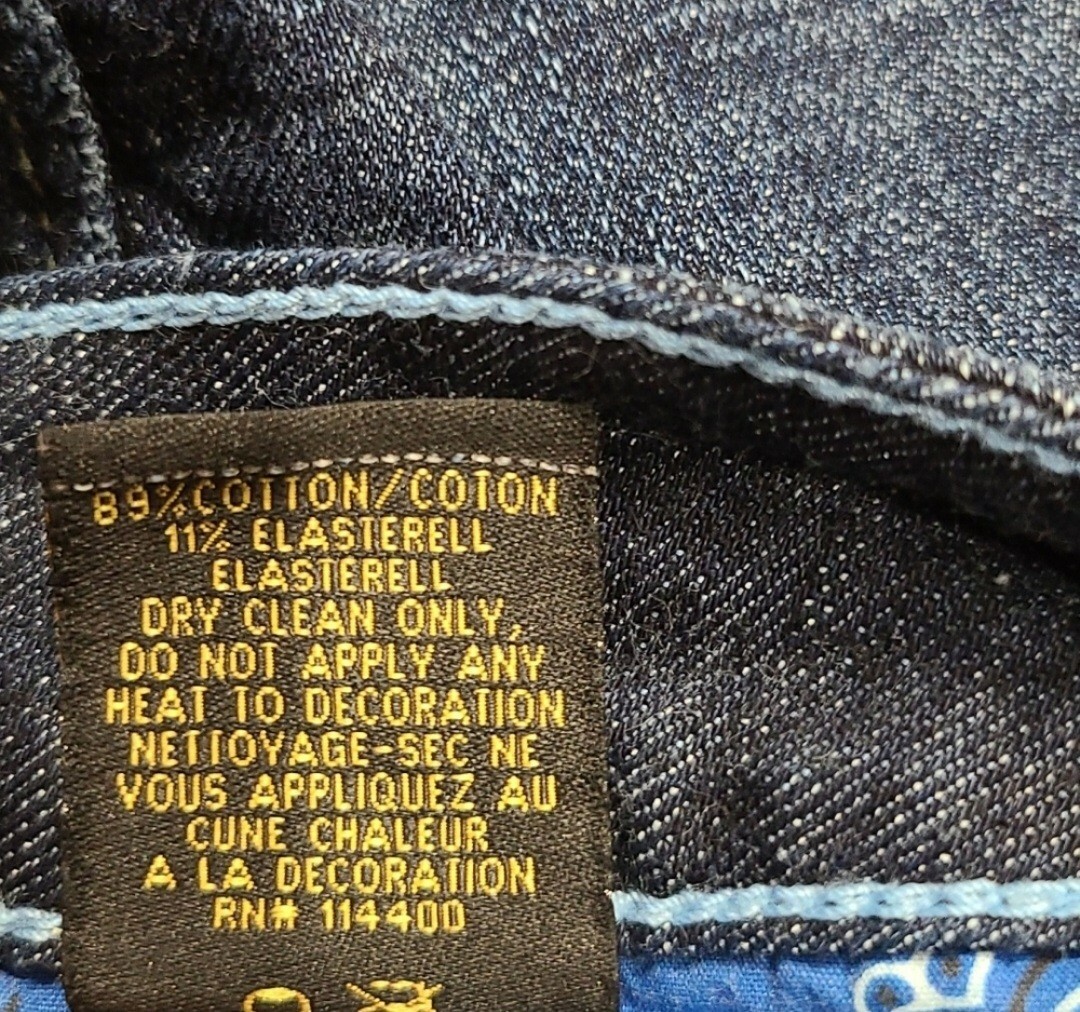 89%COTTON/COTON
11% ELASTERELL
ELASTERELL
DRY CLEAN ONLY,
DO NOT APPLY ANY
HEAT TO DECORATION
NETTOYAGE-SEC NE
VOUS APPLIQUEZ AU
CUNE CHALEUR
A LA DECORATION
RN# 114400